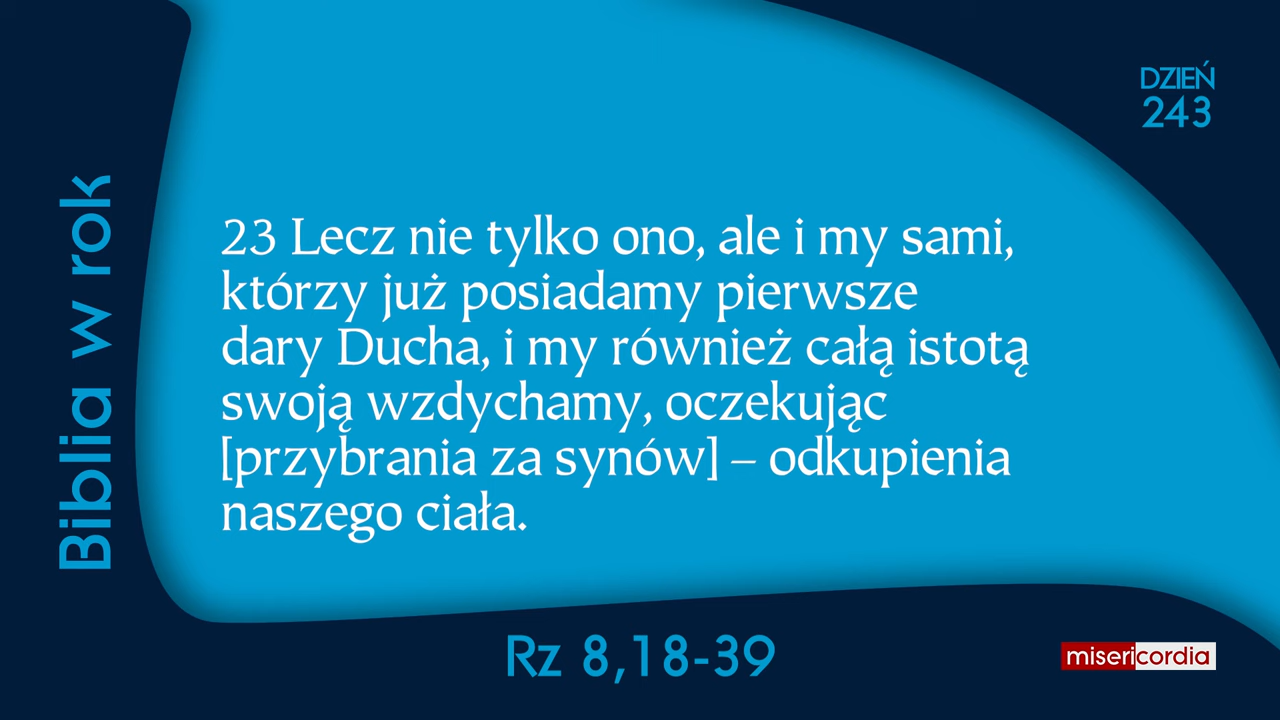 DZIEŃ
243
Biblia w rok
23 Lecz nie tylko ono, ale i my sami,
którzy już posiadamy pierwsze
dary Ducha, i my również całą istotą
swoją wzdychamy, oczekując
[przybrania za synów] – odkupienia
naszego ciała.
Rz 8,18-39
misericordia